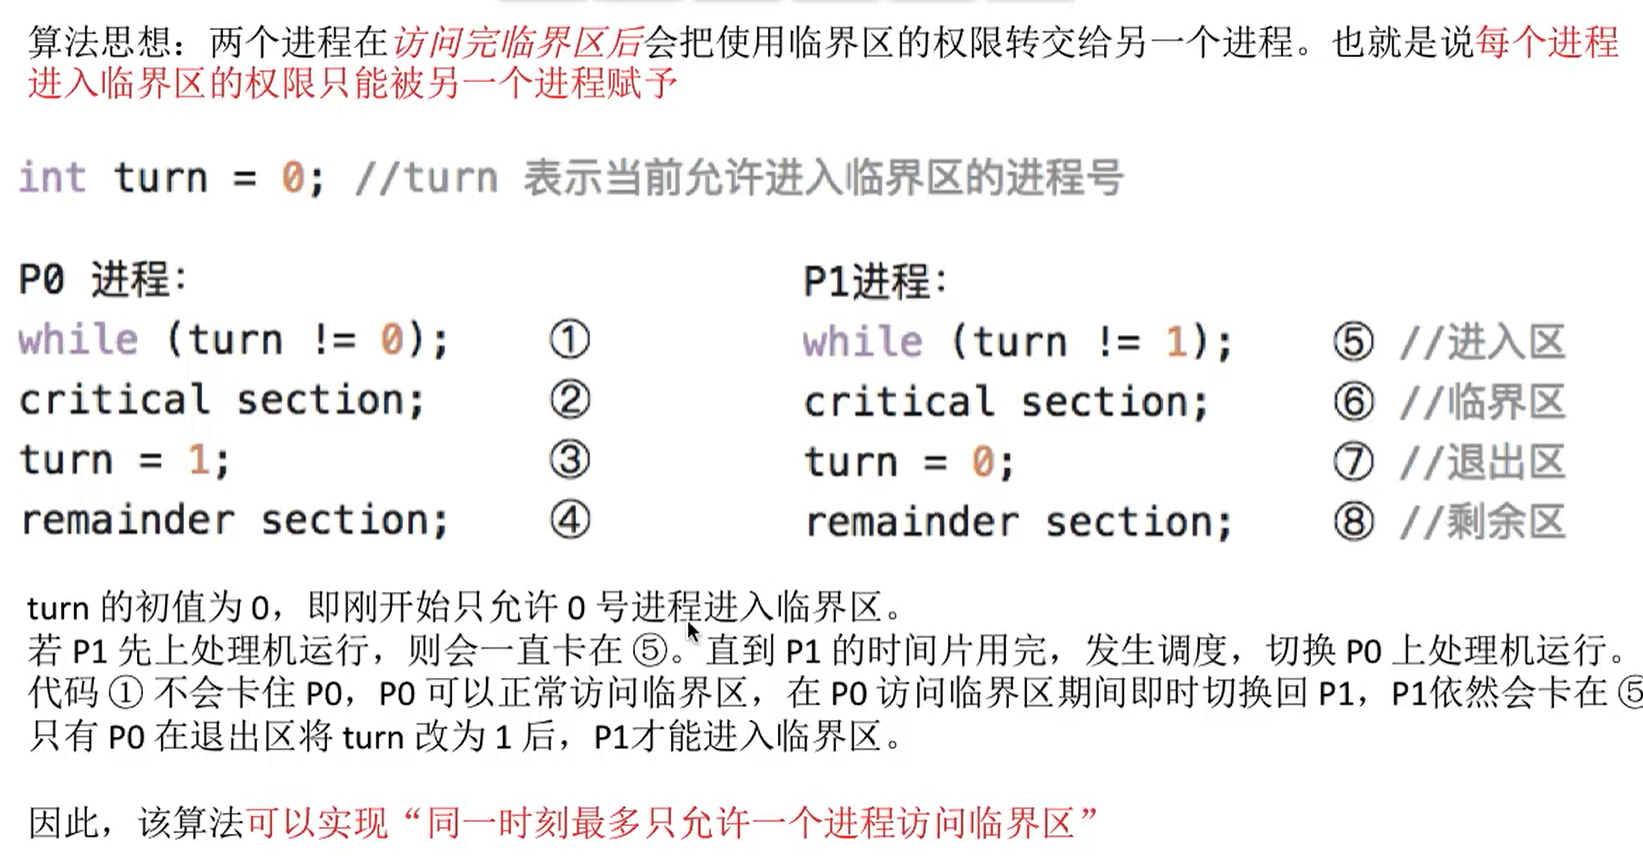 算法思想：两个进程在访问完临界区后会把使用临界区的权限转交给另一个进程。也就是说每个进程
进入临界区的权限只能被另一个进程赋予
int turn = 0; //turn 表示当前允许进入临界区的进程号
P0 进程：
while (turn != 0); ①
critical section; ②
turn = 1; ③
remainder section; ④
P1进程：
while (turn != 1); ⑤ //进入区
critical section; ⑥ //临界区
turn = 0; ⑦ //退出区
remainder section; ⑧ //剩余区
turn 的初值为 0，即刚开始只允许 0 号进程进入临界区。
若 P1 先上处理机运行，则会一直卡在 ⑤。直到 P1 的时间片用完，发生调度，切换 P0 上处理机运行。
代码 ① 不会卡住 P0，P0 可以正常访问临界区，在 P0 访问临界区期间即时切换回 P1，P1依然会卡在 ⑤
只有 P0 在退出区将 turn 改为 1 后，P1才能进入临界区。
因此，该算法可以实现“同一时刻最多只允许一个进程访问临界区”